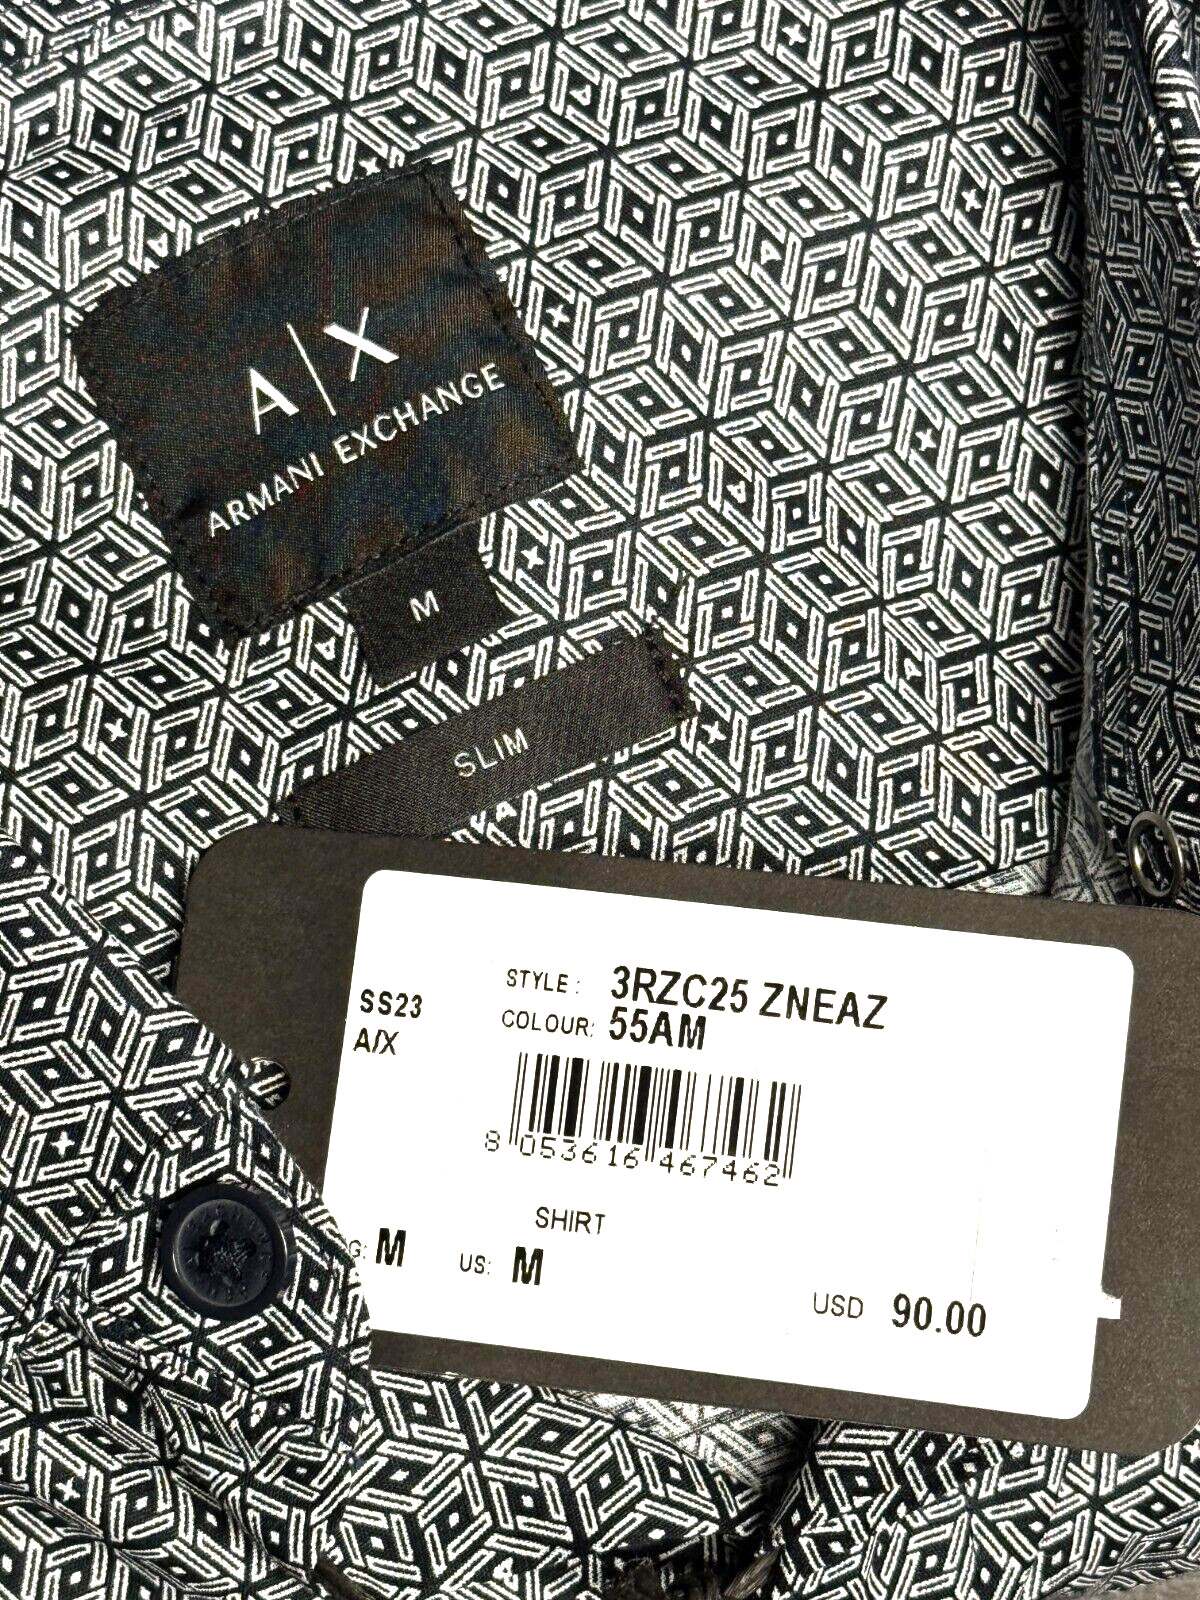 A|X
ARMANI EXCHANGE
M
SLIM
STYLE: 3RZC25 ZNEAZ
SS23
COLOUR: 55AM
A/X
8 053616 467462
SHIRT
G: M US: M
USD 90.00